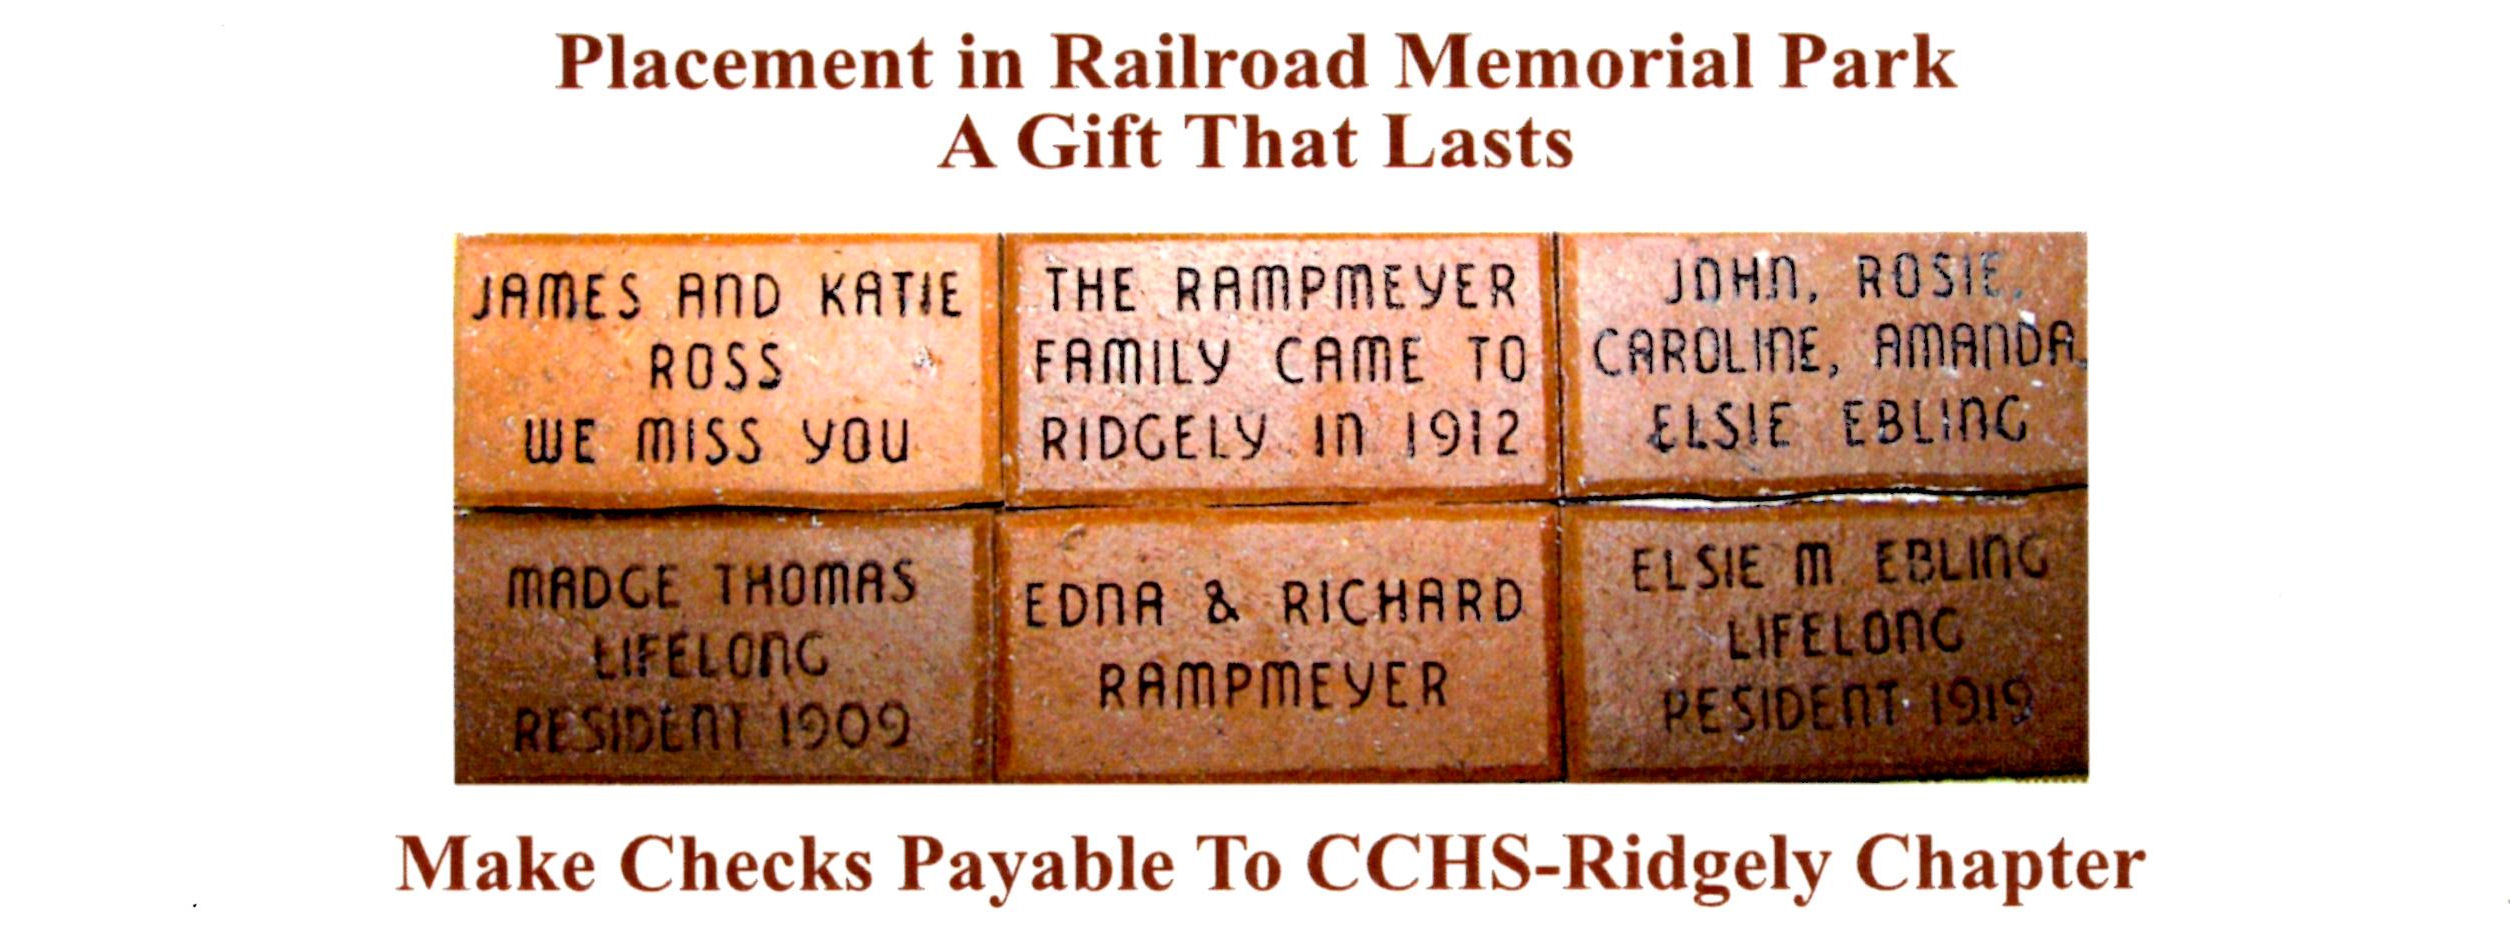 Placement in Railroad Memorial Park
A Gift That Lasts
JAMES AND KATIE
ROSS
WE MISS YOU
THE RAMPMEYER
FAMILY CAME TO
RIDGELY IN 1912
JOHN, ROSIE,
CAROLINE, AMANDA,
ELSIE EBLING
MADGE THOMAS
LIFELONG
RESIDENT 1909
EDNA & RICHARD
RAMPMEYER
ELSIE M EBLING
LIFELONG
RESIDENT 1919
Make Checks Payable To CCHS-Ridgely Chapter